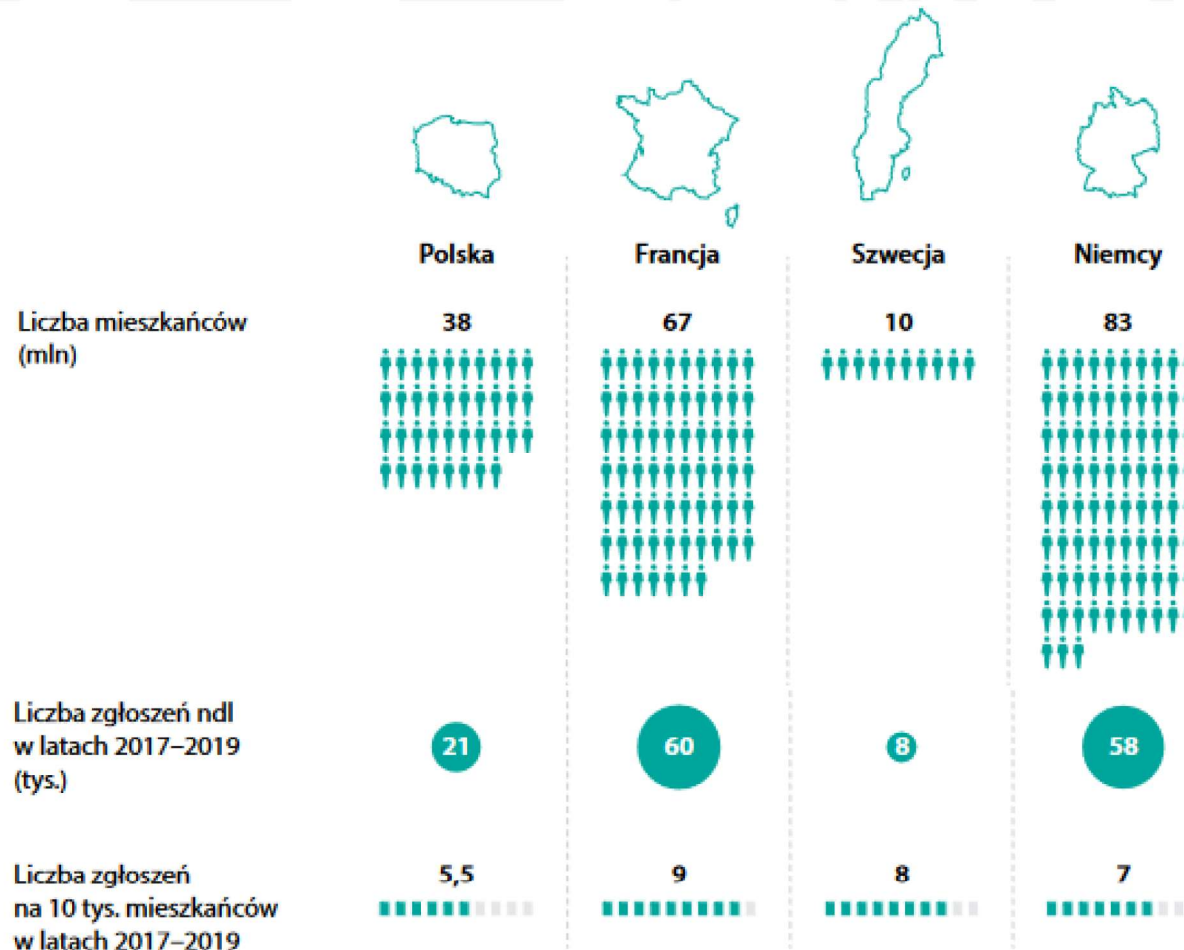 Polska Francja Szwecja Niemcy
Liczba mieszkańców 38 67 10 83
(mln)
Liczba zgłoszeń ndl
w latach 2017–2019 21 60 8 58
(tys.)
Liczba zgłoszeń 5,5 9 8 7
na 10 tys. mieszkańców
w latach 2017–2019